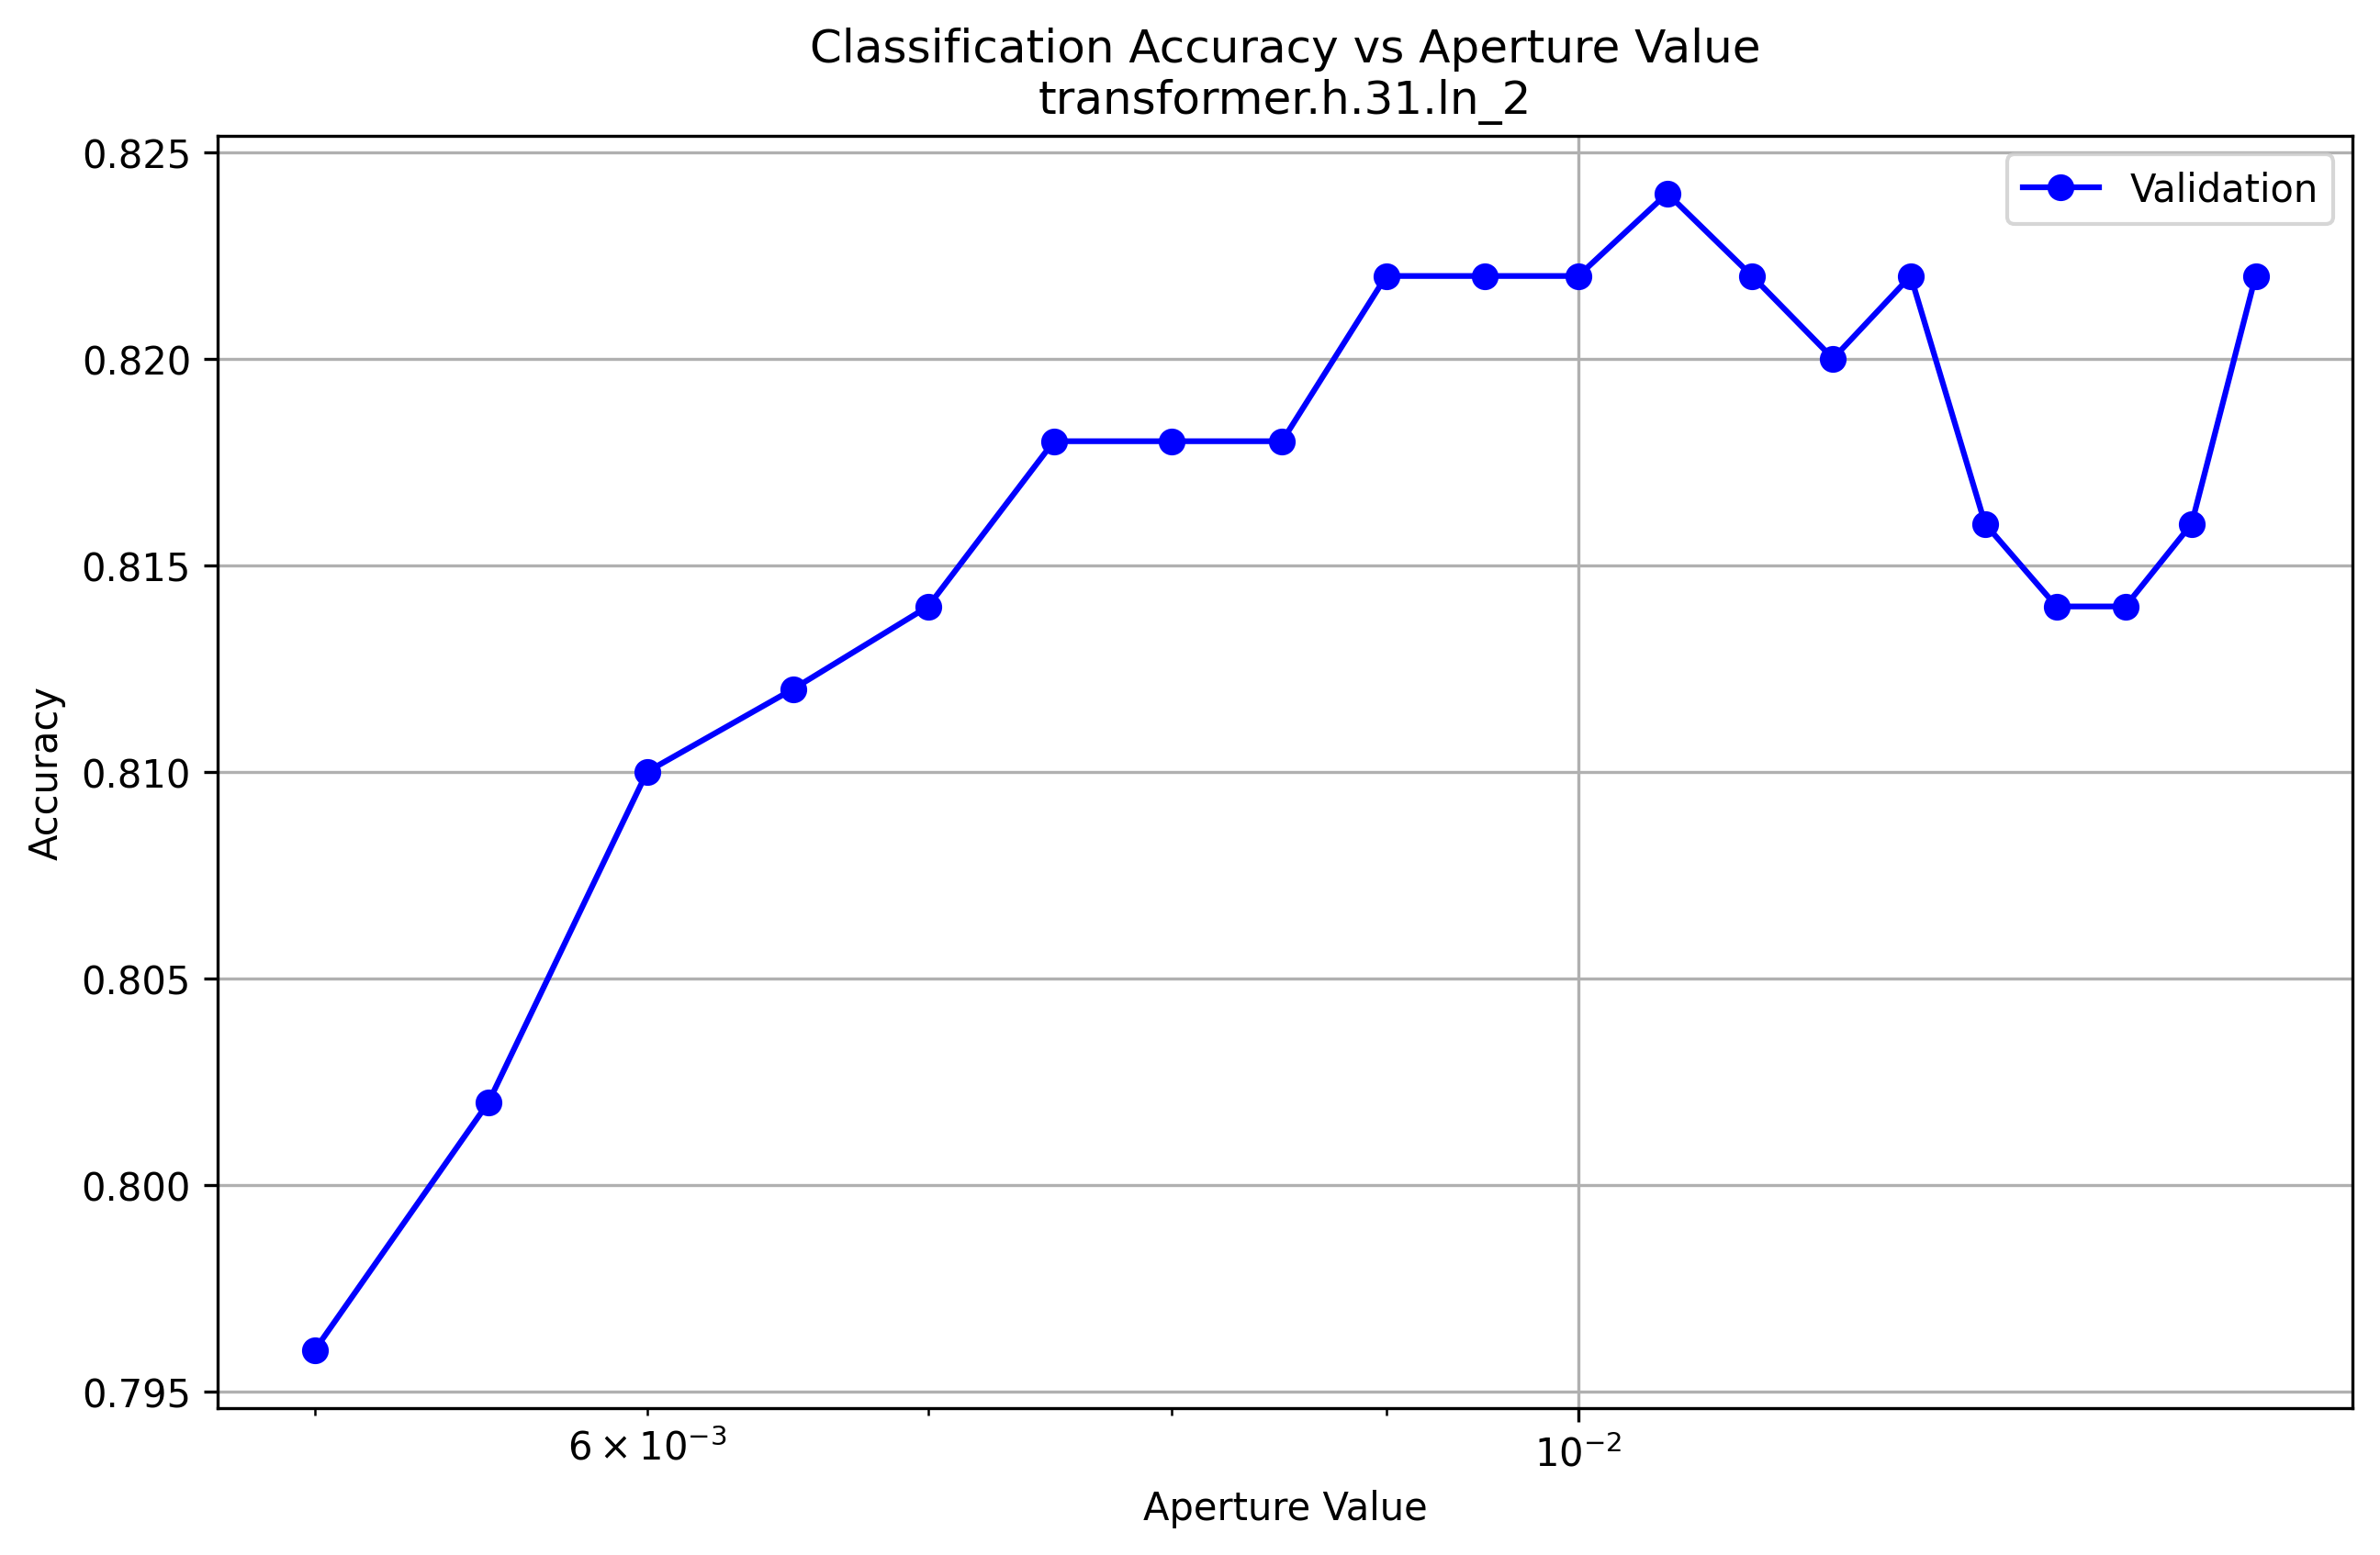 Classification Accuracy vs Aperture Value
transformer.h.31.ln_2
Validation
0.825
0.820
0.815
0.810
0.805
0.800
0.795
Accuracy
6 × 10⁻³
10⁻²
Aperture Value